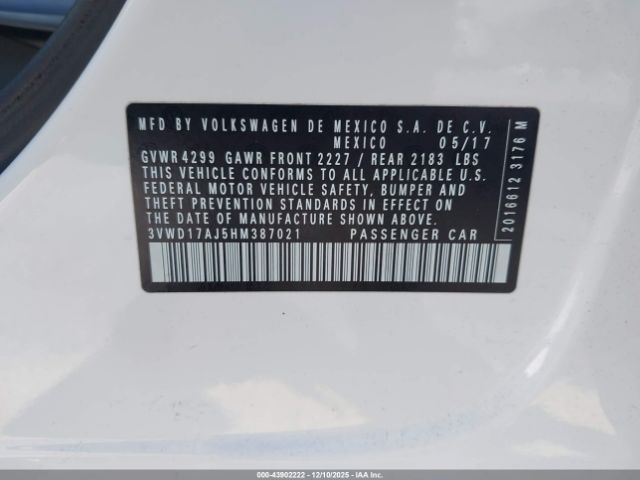 MFD BY VOLKSWAGEN DE MEXICO S.A. DE C.V.
MEXICO 05/17
GVWR 4299 GAWR FRONT 2227 / REAR 2183 LBS
THIS VEHICLE CONFORMS TO ALL APPLICABLE U.S.
FEDERAL MOTOR VEHICLE SAFETY, BUMPER AND
THEFT PREVENTION STANDARDS IN EFFECT ON
THE DATE OF MANUFACTURE SHOWN ABOVE.
3VWD17AJ5HM387021 PASSENGER CAR
2016612 3176 M
000-43902222 - 12/10/2025 - IAA Inc.